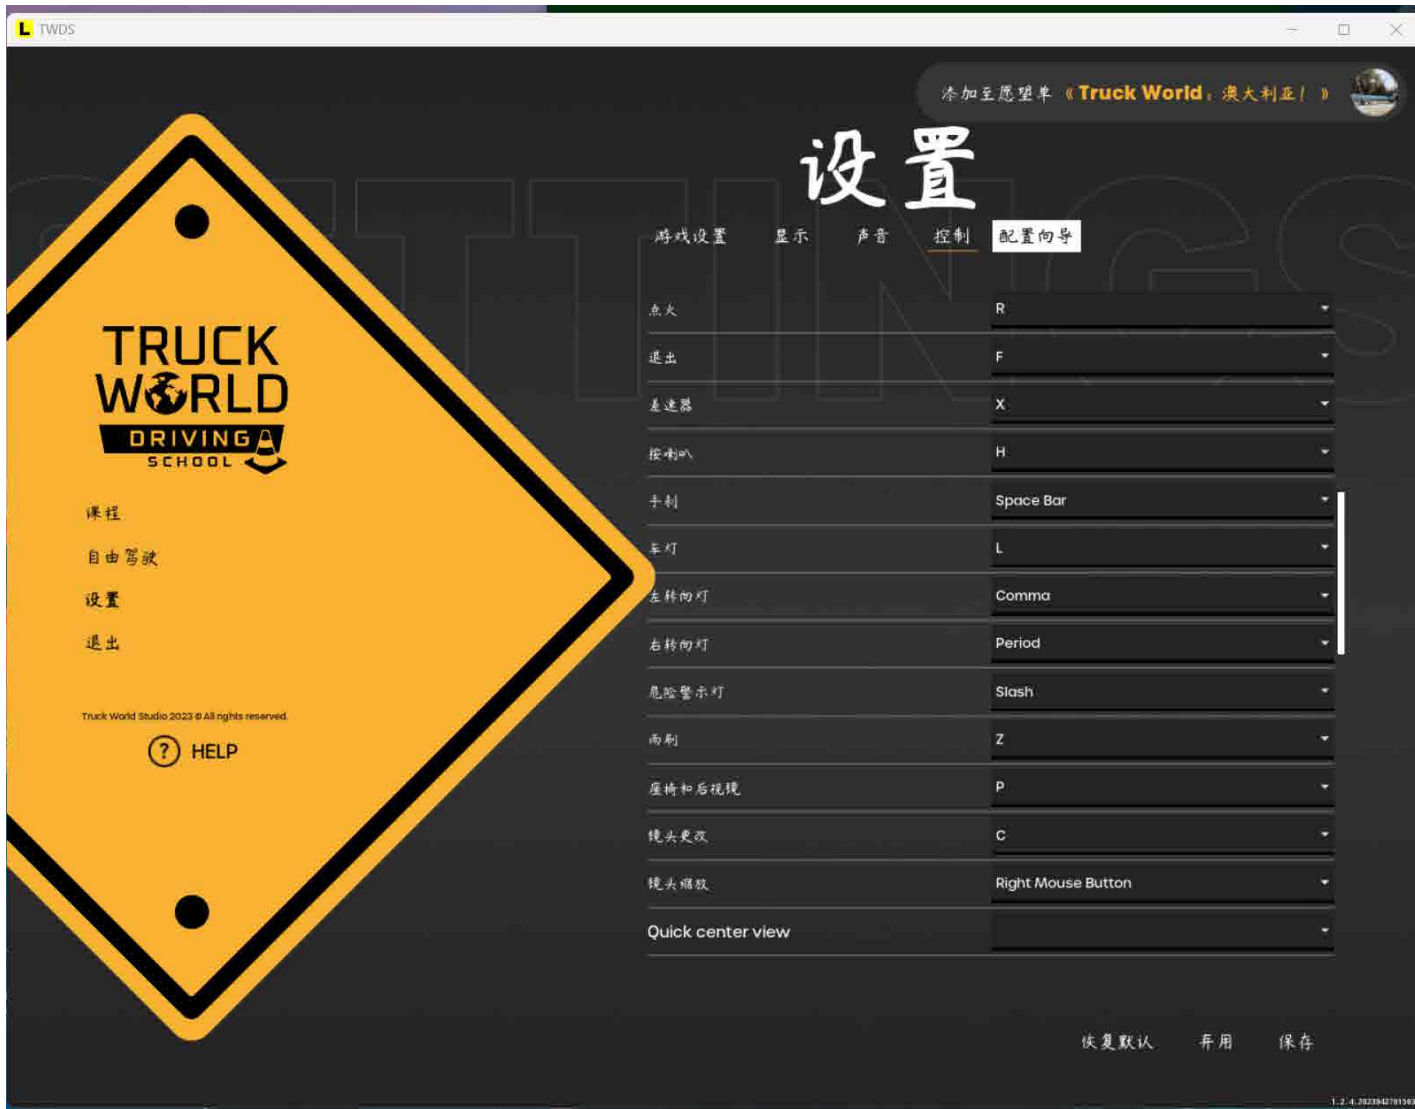 TWDS
添加至愿望单《Truck World：澳大利亚！》
设置
游戏设置 显示 声音 控制 配置向导
TRUCK
WORLD
DRIVING
SCHOOL
课程
自由驾驶
设置
退出
Truck World Studio 2023 © All rights reserved.
? HELP
点火 R
退出 F
差速器 X
按喇叭 H
手刹 Space Bar
车灯 L
左转向灯 Comma
右转向灯 Period
危险警示灯 Slash
雨刷 Z
座椅和后视镜 P
镜头更改 C
镜头缩放 Right Mouse Button
Quick center view
恢复默认 弃用 保存